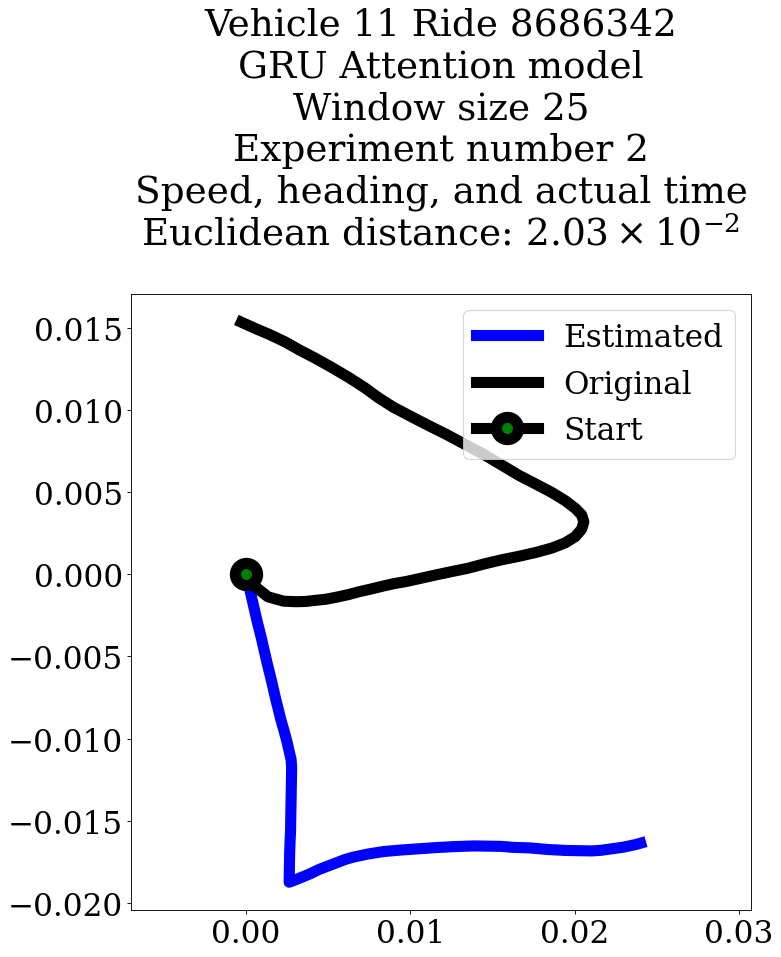 Vehicle 11 Ride 8686342
GRU Attention model
Window size 25
Experiment number 2
Speed, heading, and actual time
Euclidean distance: 2.03 × 10⁻²
Estimated
Original
Start
0.015
0.010
0.005
0.000
−0.005
−0.010
−0.015
−0.020
0.00 0.01 0.02 0.03